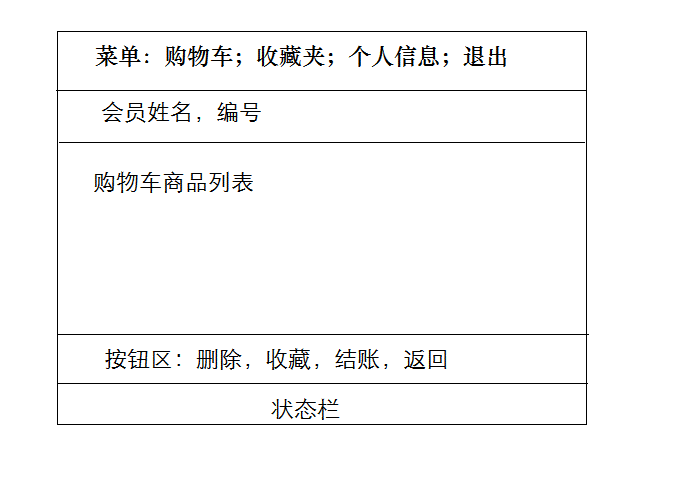 菜单：购物车；收藏夹；个人信息；退出
会员姓名，编号
购物车商品列表
按钮区：删除，收藏，结账，返回
状态栏